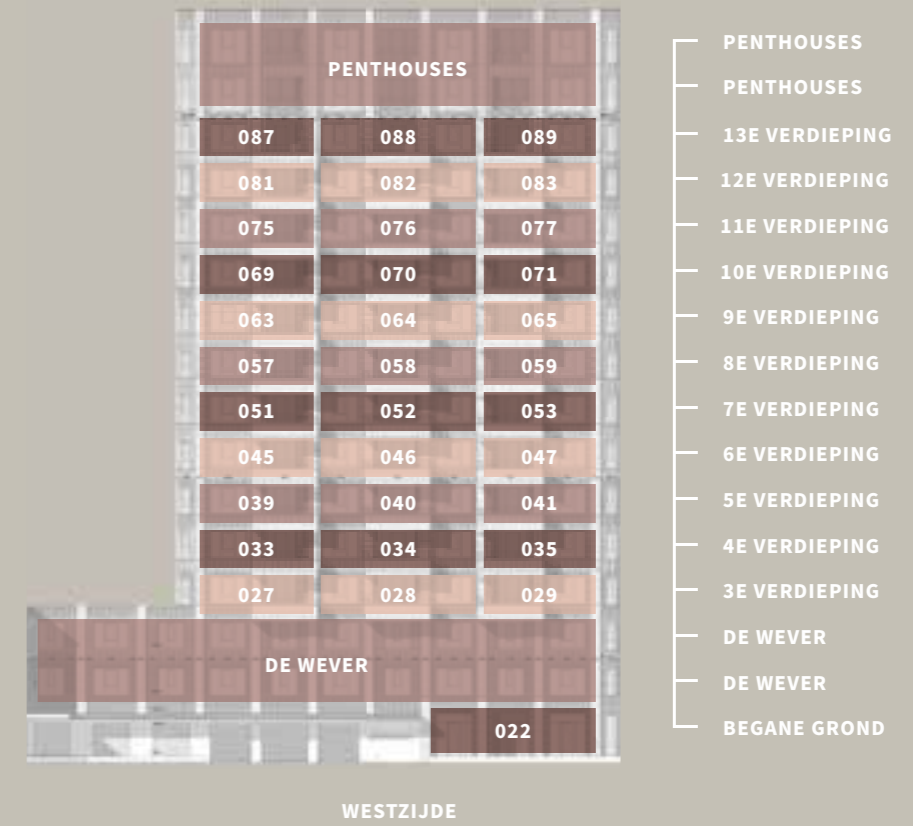 PENTHOUSES
087 088 089
081 082 083
075 076 077
069 070 071
063 064 065
057 058 059
051 052 053
045 046 047
039 040 041
033 034 035
027 028 029
DE WEVER
022
WESTZIJDE
PENTHOUSES
PENTHOUSES
13E VERDIEPING
12E VERDIEPING
11E VERDIEPING
10E VERDIEPING
9E VERDIEPING
8E VERDIEPING
7E VERDIEPING
6E VERDIEPING
5E VERDIEPING
4E VERDIEPING
3E VERDIEPING
DE WEVER
DE WEVER
BEGANE GROND